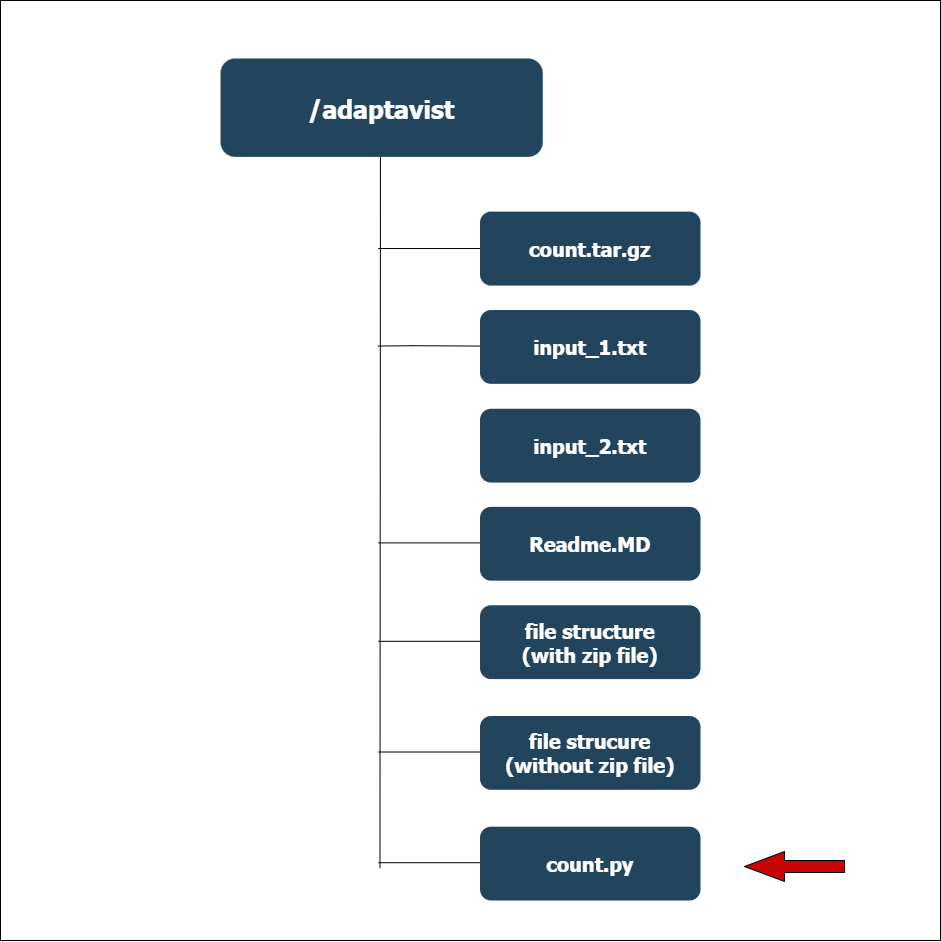 /adaptavist
count.tar.gz
input_1.txt
input_2.txt
Readme.MD
file structure
(with zip file)
file strucure
(without zip file)
count.py